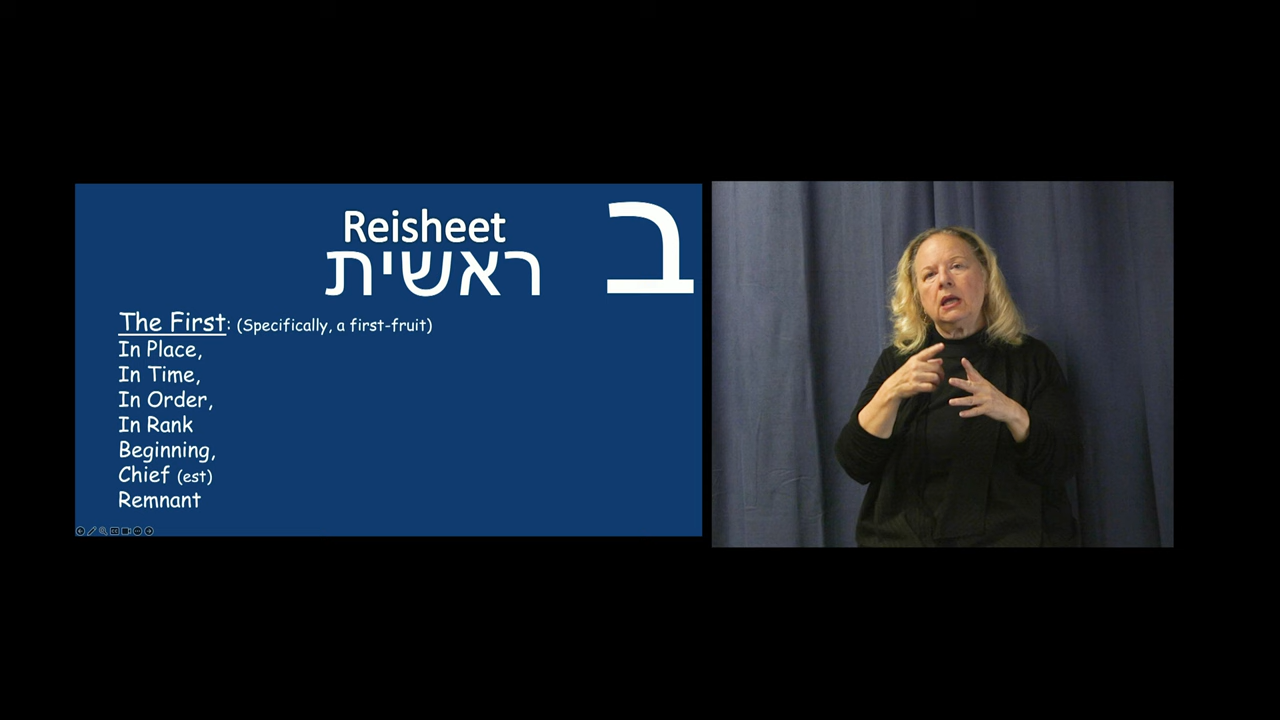 Reisheet
ב
ראשית
The First: (Specifically, a first-fruit)
In Place,
In Time,
In Order,
In Rank
Beginning,
Chief (est)
Remnant